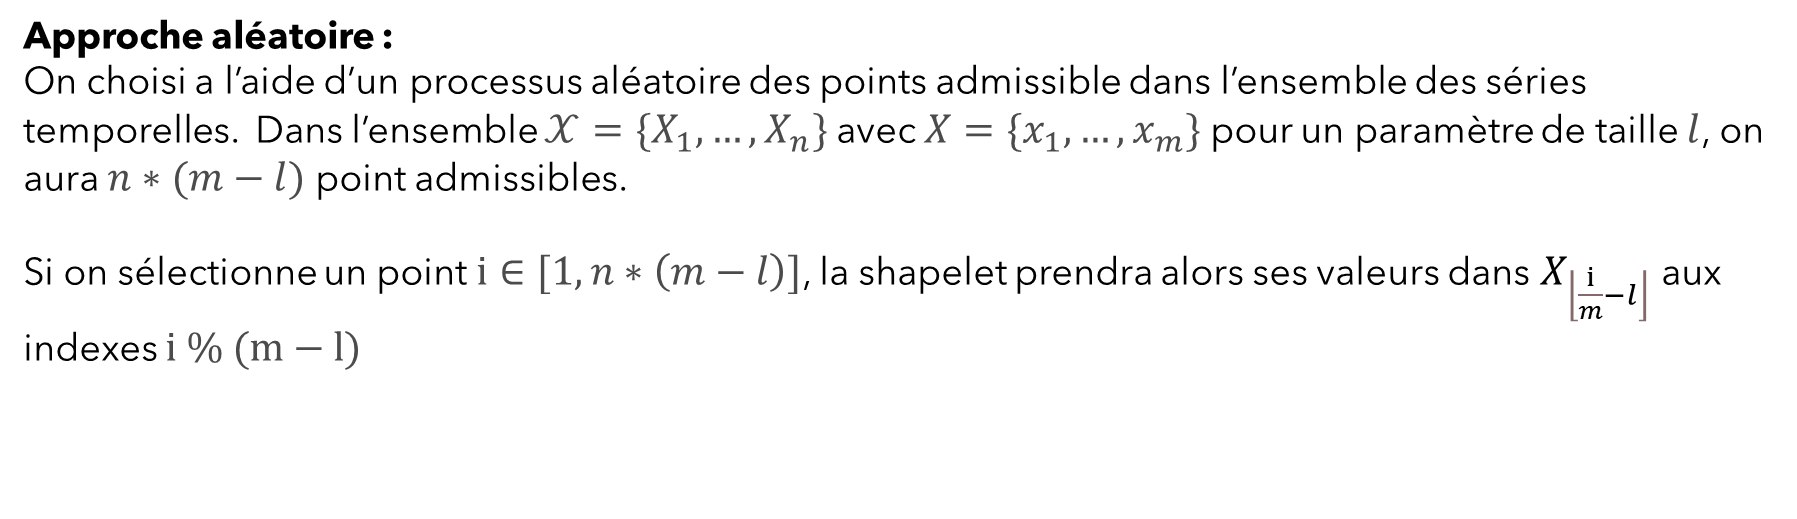 Approche aléatoire :
On choisi a l’aide d’un processus aléatoire des points admissible dans l’ensemble des séries
temporelles. Dans l’ensemble 𝒳 = {X₁, … , Xₙ} avec X = {x₁, … , xₘ} pour un paramètre de taille l, on
aura n ∗ (m − l) point admissibles.
Si on sélectionne un point i ∈ [1, n ∗ (m − l)], la shapelet prendra alors ses valeurs dans X_⌊i/m − l⌋ aux
indexes i % (m − l)